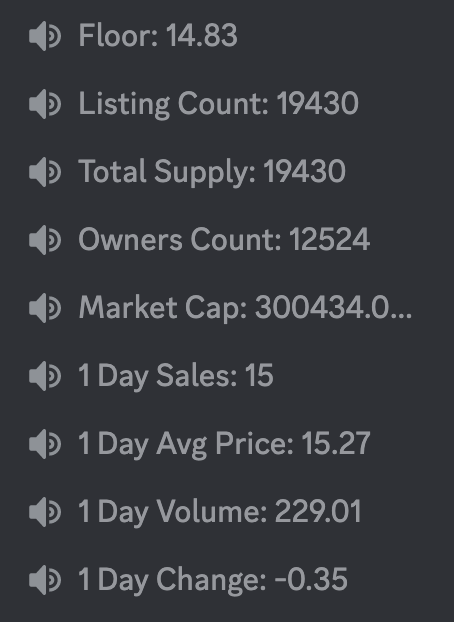 Floor: 14.83
Listing Count: 19430
Total Supply: 19430
Owners Count: 12524
Market Cap: 300434.0...
1 Day Sales: 15
1 Day Avg Price: 15.27
1 Day Volume: 229.01
1 Day Change: -0.35